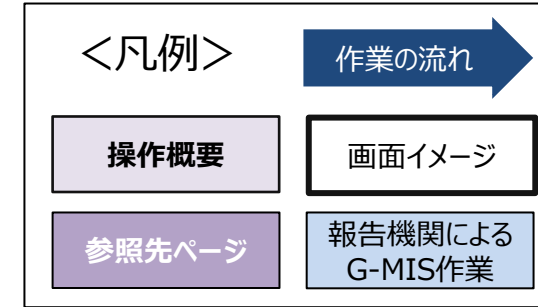 ＜凡例＞
作業の流れ
操作概要
画面イメージ
参照先ページ
報告機関による
G-MIS作業